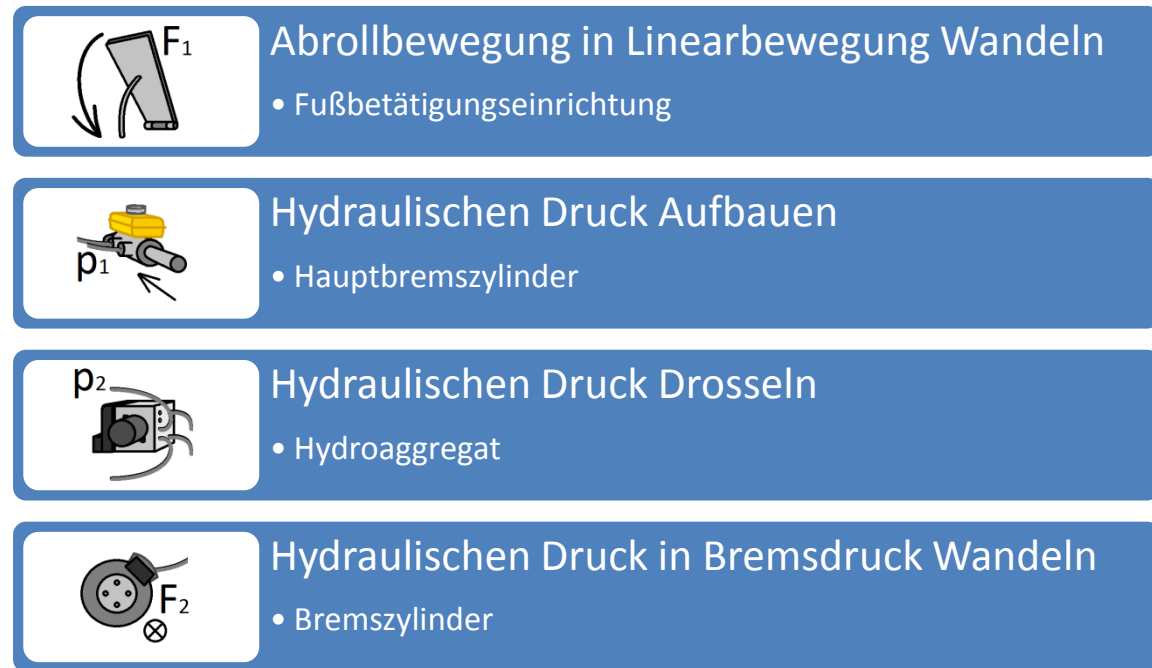 F₁
Abrollbewegung in Linearbewegung Wandeln
• Fußbetätigungseinrichtung
p₁
Hydraulischen Druck Aufbauen
• Hauptbremszylinder
p₂
Hydraulischen Druck Drosseln
• Hydroaggregat
F₂
Hydraulischen Druck in Bremsdruck Wandeln
• Bremszylinder